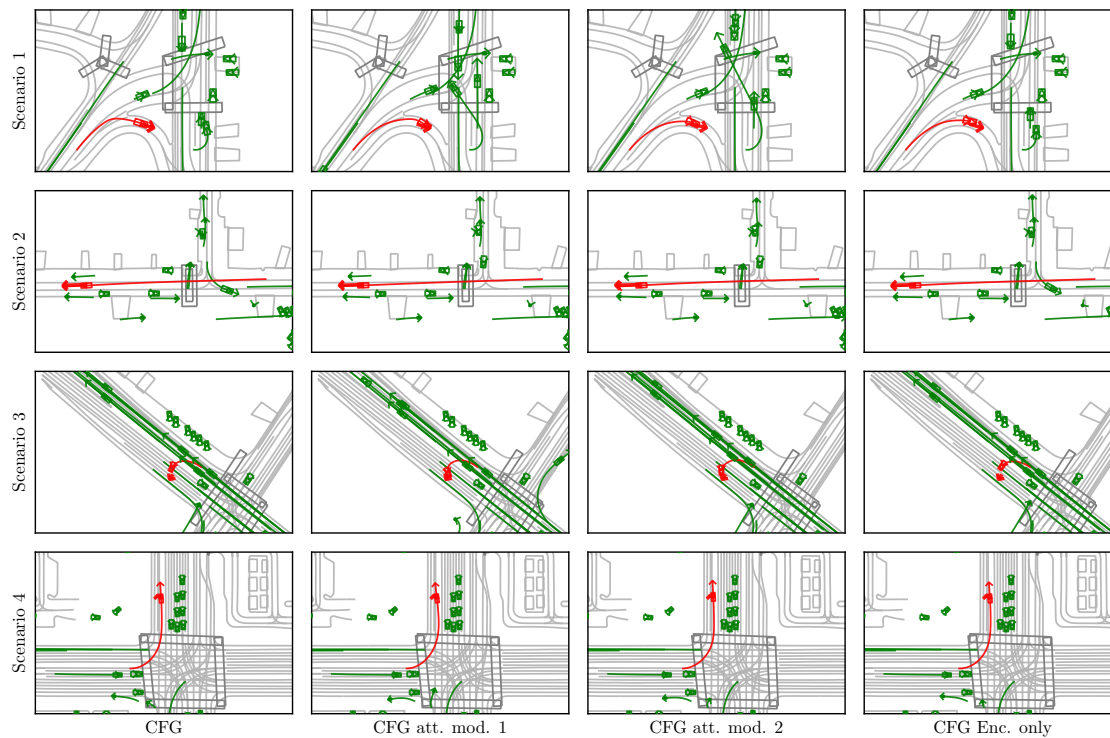 Scenario 1
Scenario 2
Scenario 3
Scenario 4
CFG
CFG att. mod. 1
CFG att. mod. 2
CFG Enc. only